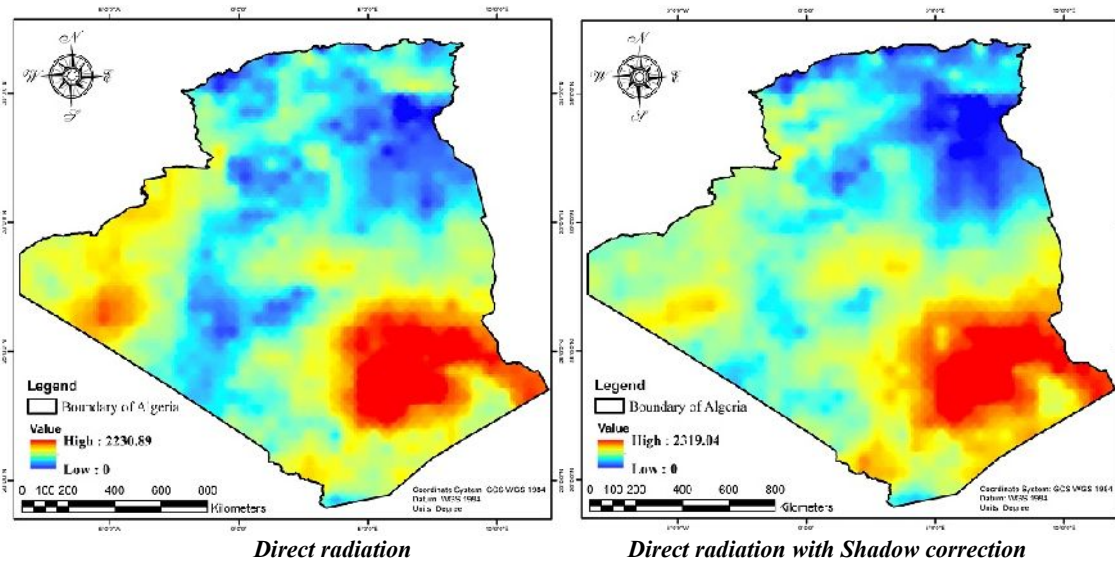 N
W E
S
Legend
Boundary of Algeria
Value
High : 2230.89
Low : 0
0 100 200 400 600 800
Kilometers
Coordinate System: GCS WGS 1984
Datum: WGS 1984
Units: Degree
Direct radiation
N
W E
S
Legend
Boundary of Algeria
Value
High : 2319.04
Low : 0
0 100 200 400 600 800
Kilometers
Coordinate System: GCS WGS 1984
Datum: WGS 1984
Units: Degree
Direct radiation with Shadow correction